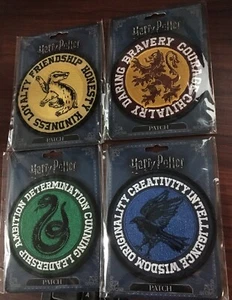 Harry Potter
KINDNESS LOYALTY FRIENDSHIP HONESTY
PATCH
Harry Potter
DARING BRAVERY COURAGE CHIVALRY
PATCH
Harry Potter
LEADERSHIP AMBITION DETERMINATION CUNNING
PATCH
Harry Potter
ORIGINALITY CREATIVITY INTELLIGENCE WISDOM
PATCH